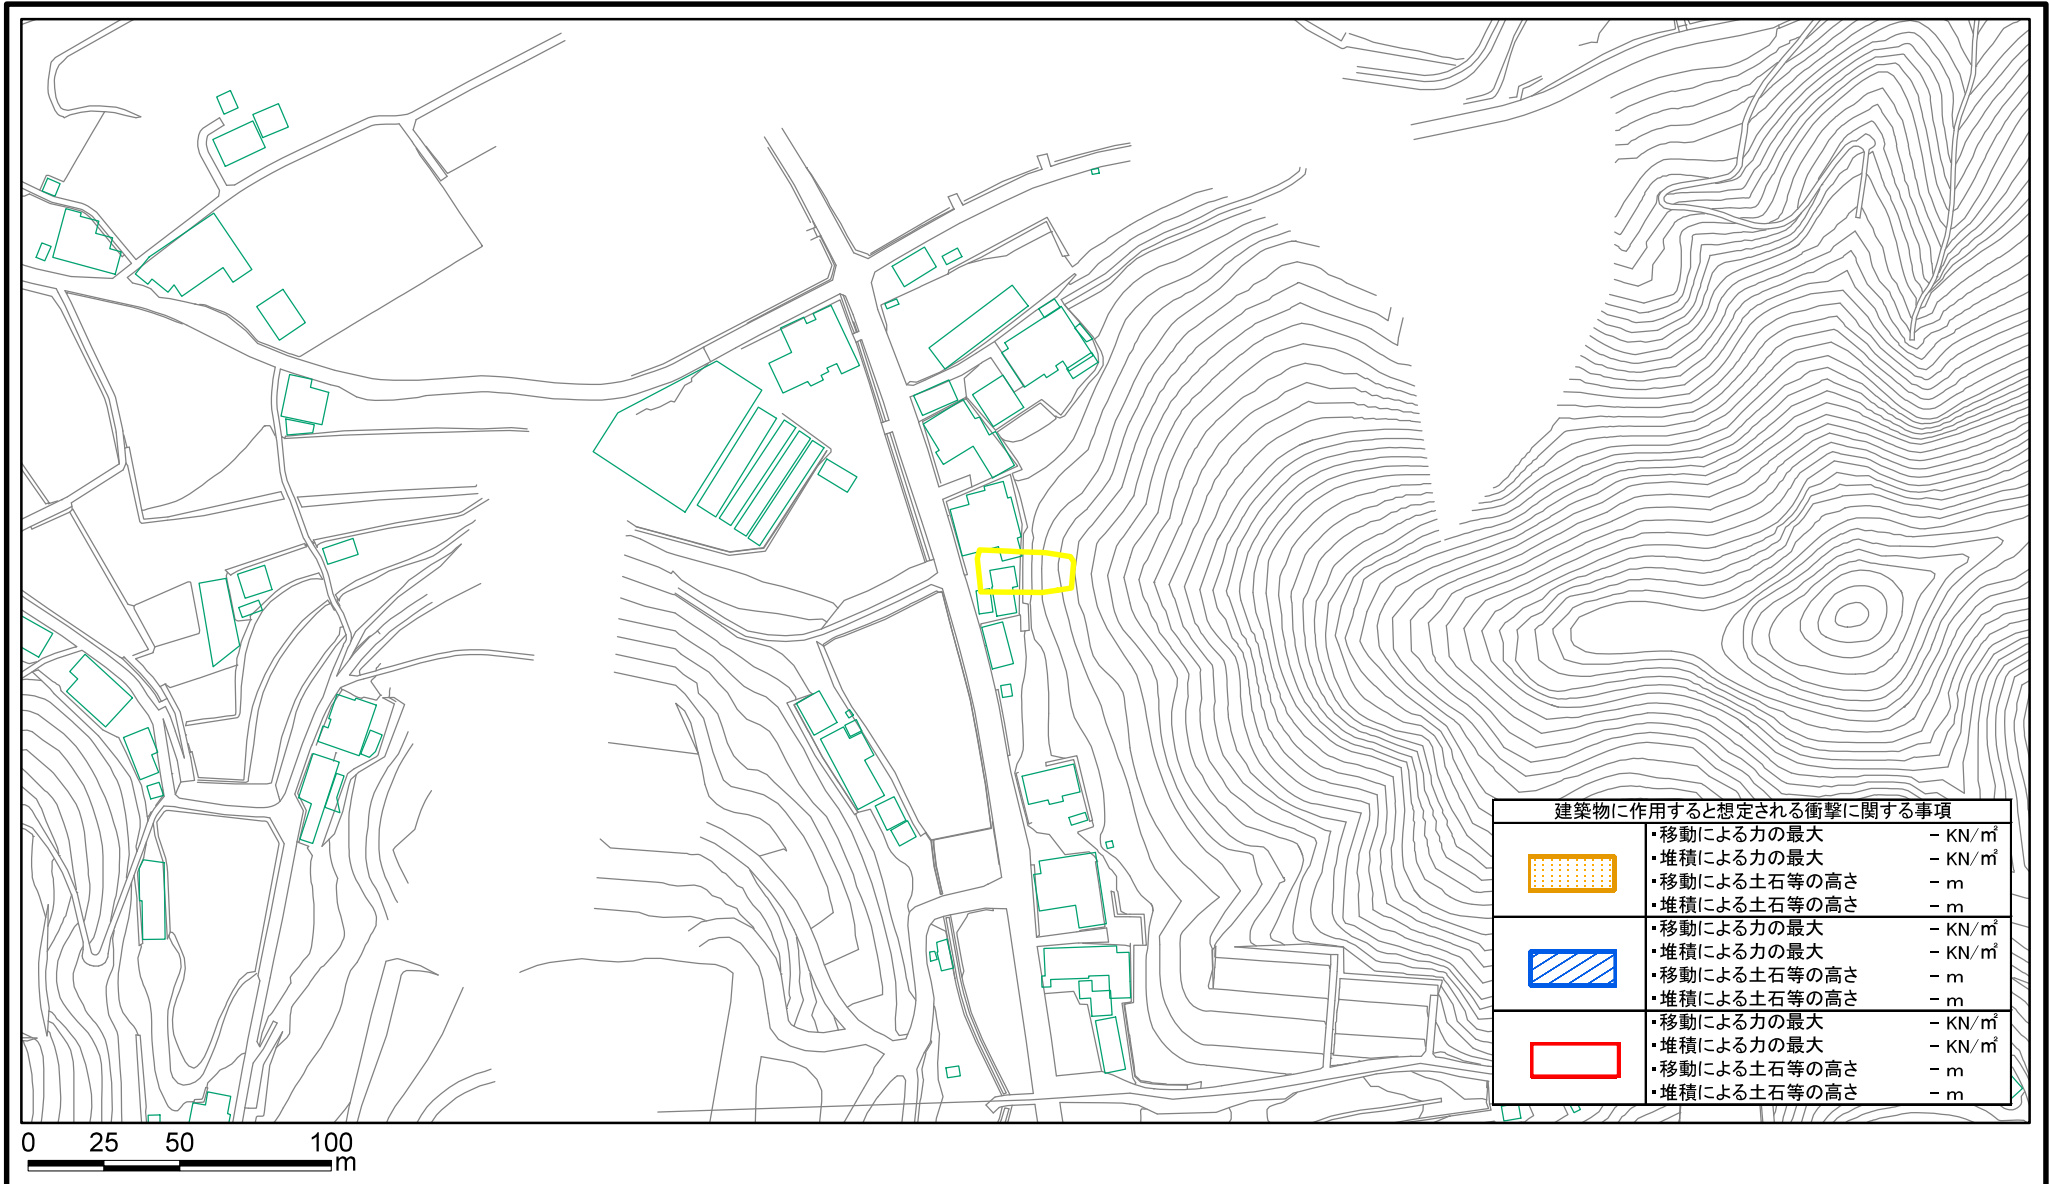 建築物に作用すると想定される衝撃に関する事項
・移動による力の最大 － KN/㎡
・堆積による力の最大 － KN/㎡
・移動による土石等の高さ － m
・堆積による土石等の高さ － m
・移動による力の最大 － KN/㎡
・堆積による力の最大 － KN/㎡
・移動による土石等の高さ － m
・堆積による土石等の高さ － m
・移動による力の最大 － KN/㎡
・堆積による力の最大 － KN/㎡
・移動による土石等の高さ － m
・堆積による土石等の高さ － m
0 25 50 100
m